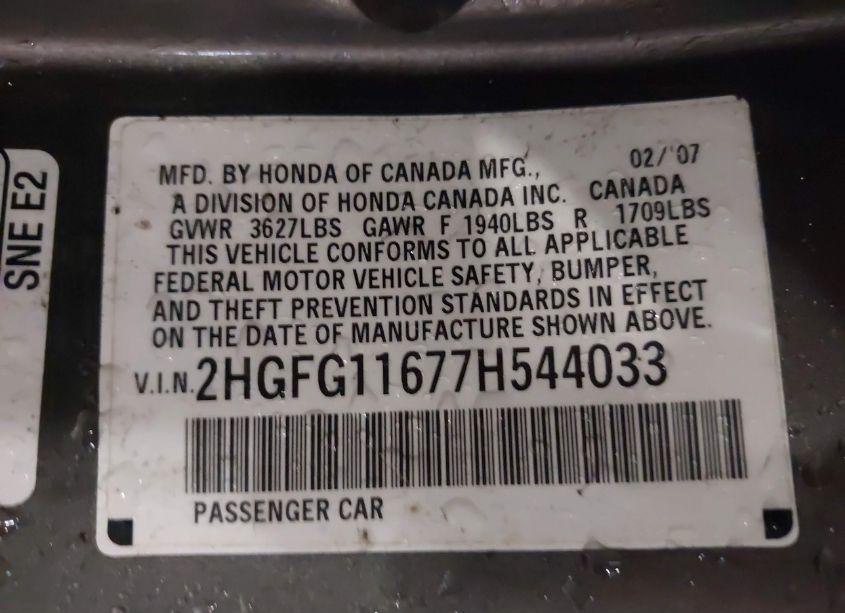 MFD. BY HONDA OF CANADA MFG., 02/'07
A DIVISION OF HONDA CANADA INC. CANADA
GVWR 3627LBS GAWR F 1940LBS R 1709LBS
THIS VEHICLE CONFORMS TO ALL APPLICABLE
FEDERAL MOTOR VEHICLE SAFETY, BUMPER,
AND THEFT PREVENTION STANDARDS IN EFFECT
ON THE DATE OF MANUFACTURE SHOWN ABOVE.
V.I.N. 2HGFG11677H544033
PASSENGER CAR
SNE E2